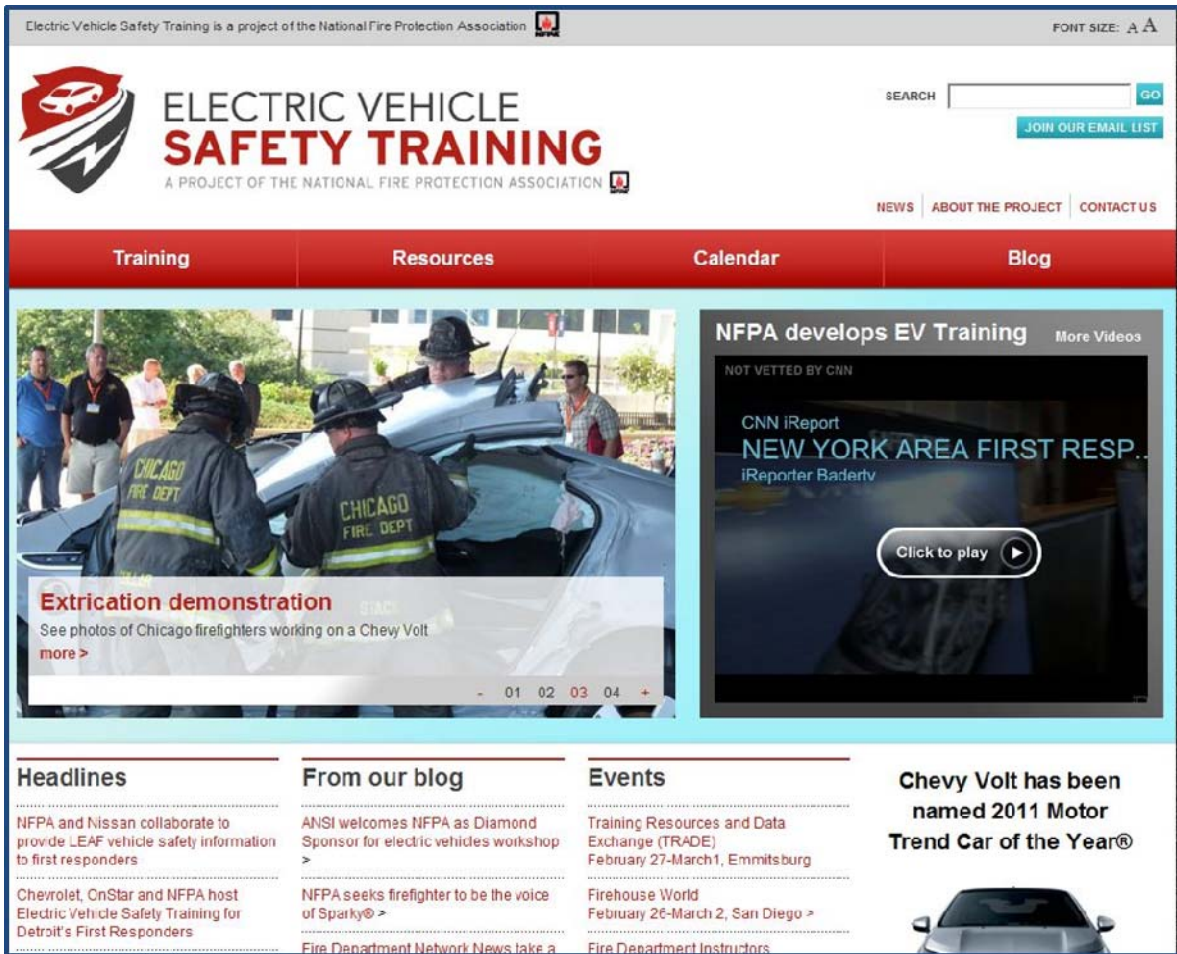 Electric Vehicle Safety Training is a project of the National Fire Protection Association
NFPA
FONT SIZE: A A
ELECTRIC VEHICLE
SAFETY TRAINING
A PROJECT OF THE NATIONAL FIRE PROTECTION ASSOCIATION
SEARCH
GO
JOIN OUR EMAIL LIST
NEWS
ABOUT THE PROJECT
CONTACT US
Training
Resources
Calendar
Blog
CHICAGO
FIRE DEPT
CHICAGO
FIRE DEPT
Extrication demonstration
See photos of Chicago firefighters working on a Chevy Volt
more >
- 01 02 03 04 +
NFPA develops EV Training
More Videos
NOT VETTED BY CNN
CNN iReport
NEW YORK AREA FIRST RESP..
iReporter Baderty
Click to play
Headlines
NFPA and Nissan collaborate to
provide LEAF vehicle safety information
to first responders
Chevrolet, OnStar and NFPA host
Electric Vehicle Safety Training for
Detroit's First Responders
From our blog
ANSI welcomes NFPA as Diamond
Sponsor for electric vehicles workshop
>
NFPA seeks firefighter to be the voice
of Sparky® >
Fire Department Network News take a
Events
Training Resources and Data
Exchange (TRADE)
February 27-March1, Emmitsburg
Firehouse World
February 26-March 2, San Diego >
Fire Department Instructors
Chevy Volt has been
named 2011 Motor
Trend Car of the Year®